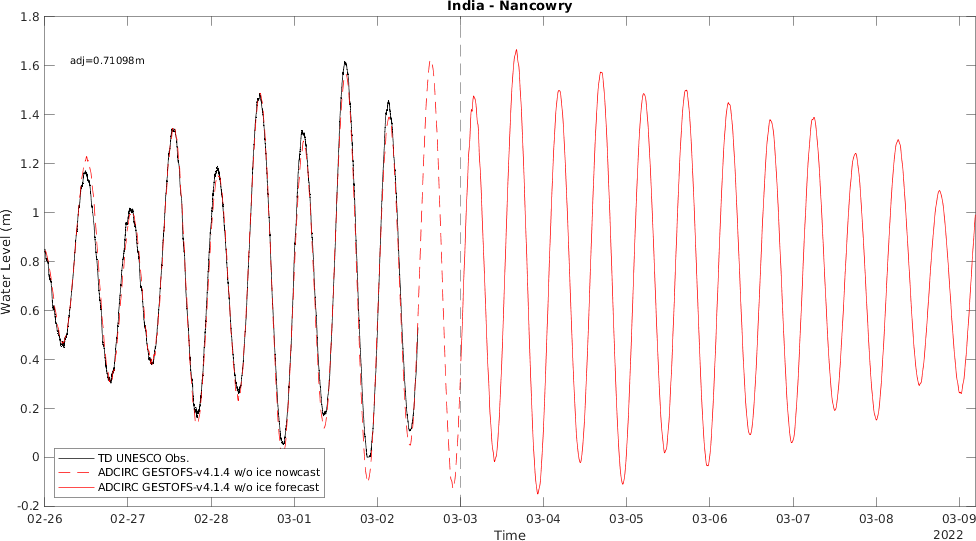 India - Nancowry
adj=0.71098m
1.8
1.6
1.4
1.2
1
0.8
0.6
0.4
0.2
0
-0.2
Water Level (m)
TD UNESCO Obs.
ADCIRC GESTOFS-v4.1.4 w/o ice nowcast
ADCIRC GESTOFS-v4.1.4 w/o ice forecast
02-26 02-27 02-28 03-01 03-02 03-03 03-04 03-05 03-06 03-07 03-08 03-09
Time
2022